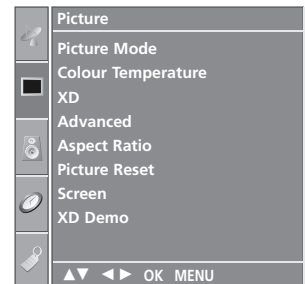 Picture
Picture Mode
Colour Temperature
XD
Advanced
Aspect Ratio
Picture Reset
Screen
XD Demo
▲▼ ◄► OK MENU